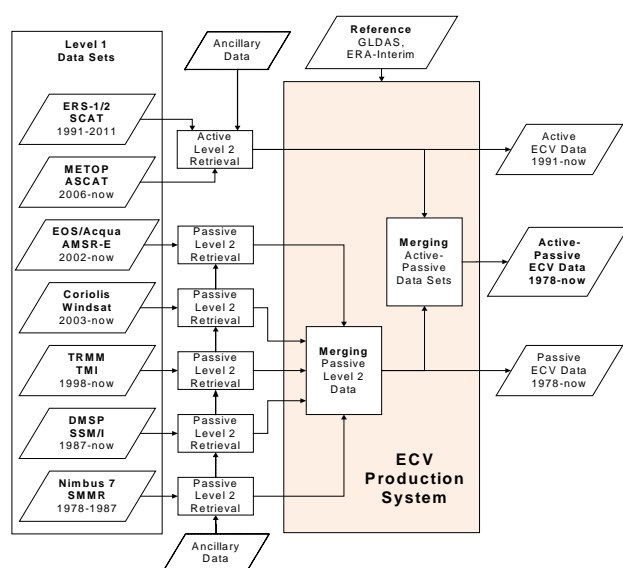 Level 1
Data Sets
Ancillary
Data
Reference
GLDAS,
ERA-Interim
ERS-1/2
SCAT
1991-2011
Active
Level 2
Retrieval
Active
ECV Data
1991-now
METOP
ASCAT
2006-now
EOS/Acqua
AMSR-E
2002-now
Passive
Level 2
Retrieval
Merging
Active-
Passive
Data Sets
Active-
Passive
ECV Data
1978-now
Coriolis
Windsat
2003-now
Passive
Level 2
Retrieval
TRMM
TMI
1998-now
Passive
Level 2
Retrieval
Merging
Passive
Level 2
Data
Passive
ECV Data
1978-now
DMSP
SSM/I
1987-now
Passive
Level 2
Retrieval
Nimbus 7
SMMR
1978-1987
Passive
Level 2
Retrieval
ECV
Production
System
Ancillary
Data